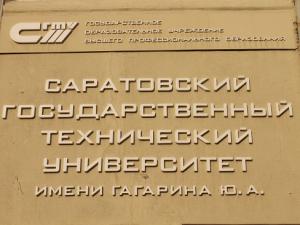 СГТУ
ГОСУДАРСТВЕННОЕ
ОБРАЗОВАТЕЛЬНОЕ УЧРЕЖДЕНИЕ
ВЫСШЕГО ПРОФЕССИОНАЛЬНОГО ОБРАЗОВАНИЯ
САРАТОВСКИЙ
ГОСУДАРСТВЕННЫЙ
ТЕХНИЧЕСКИЙ
УНИВЕРСИТЕТ
ИМЕНИ ГАГАРИНА Ю.А.